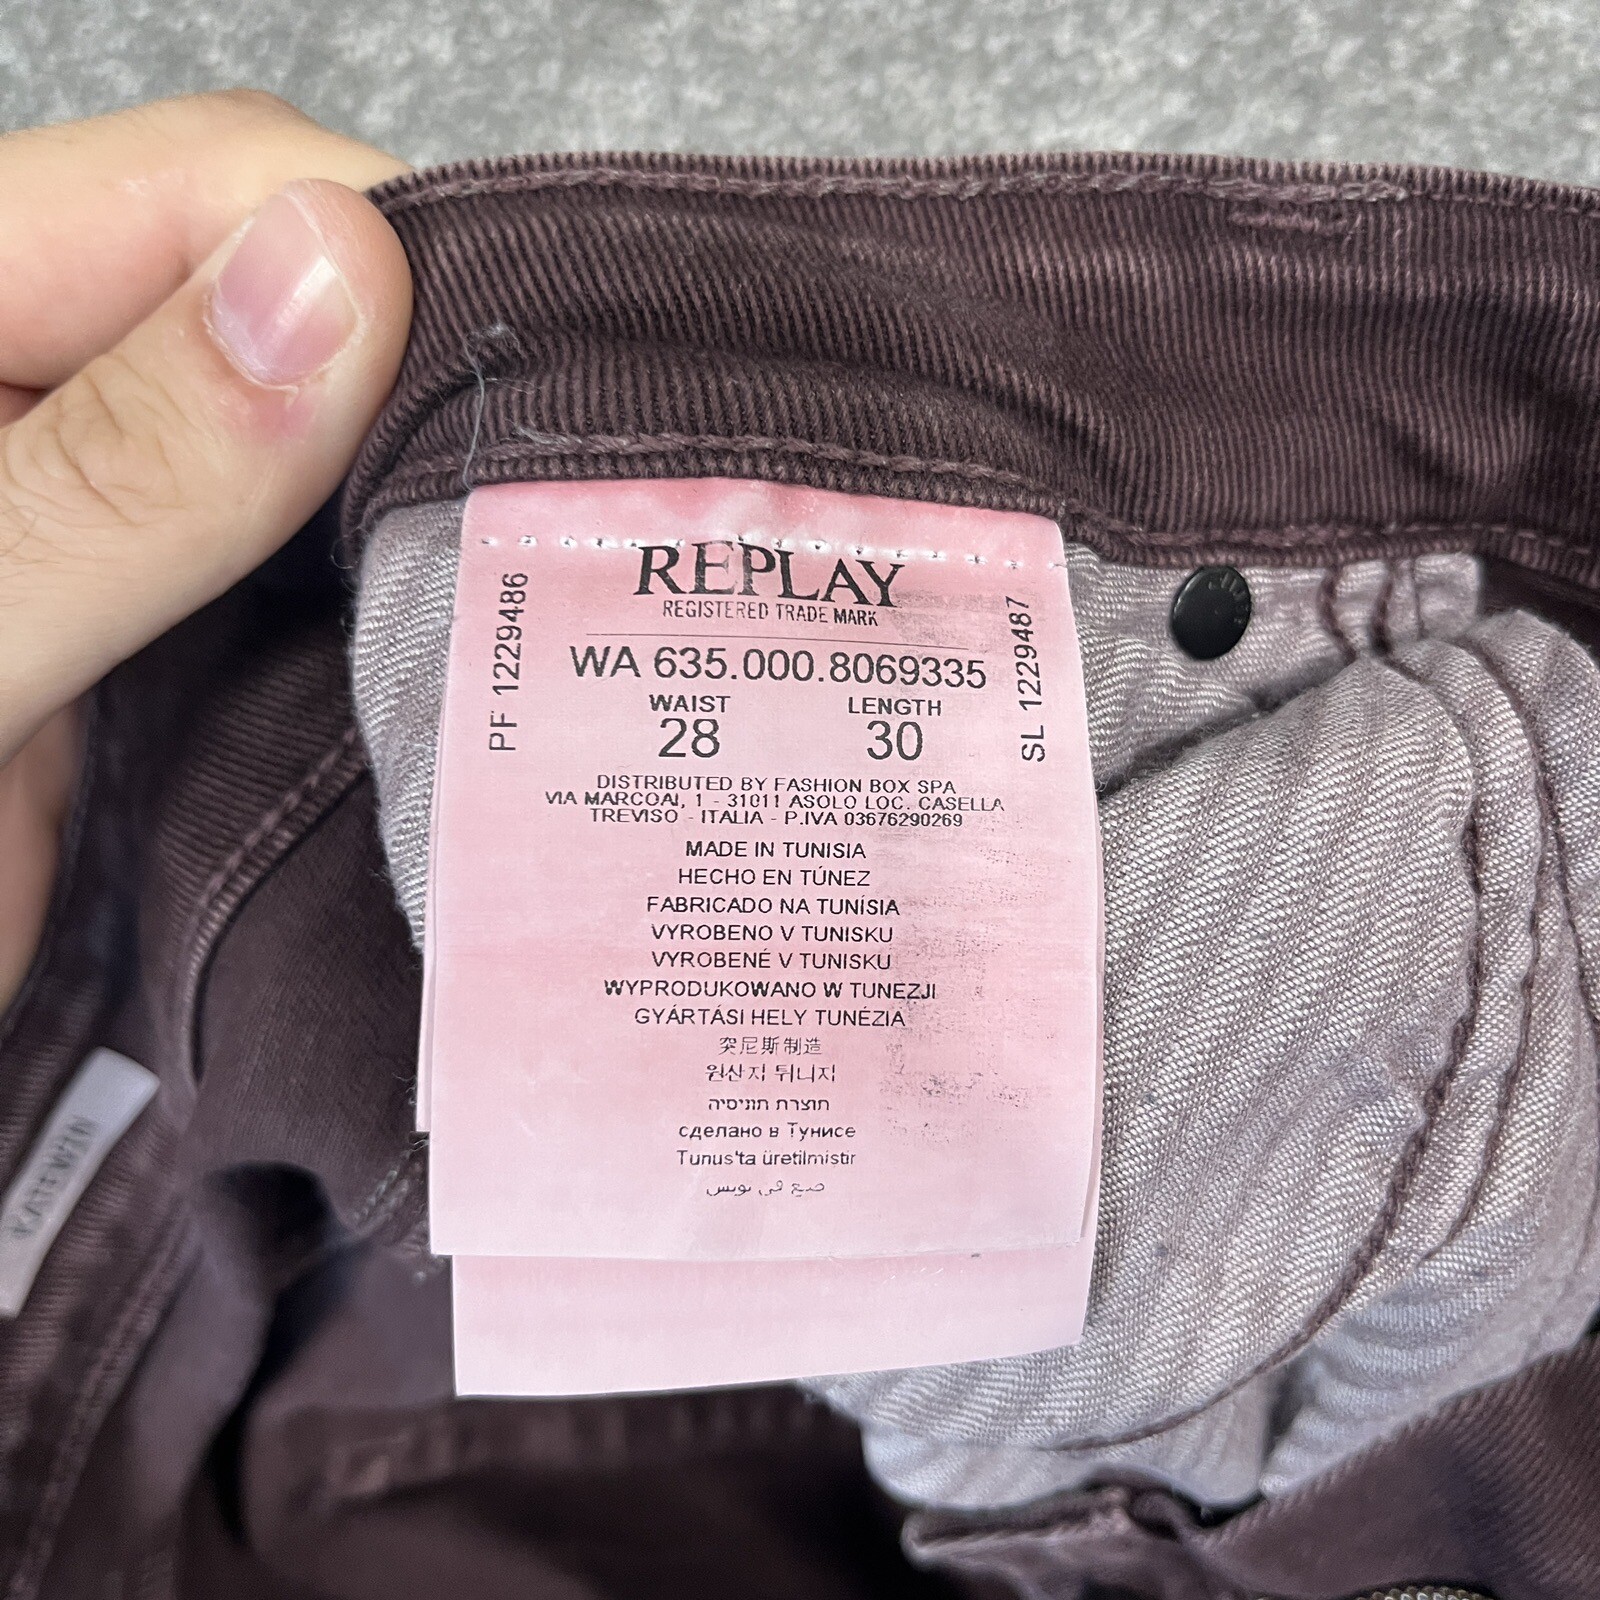 REPLAY
REGISTERED TRADE MARK
PF 1229486
SL 1229487
WA 635.000.8069335
WAIST LENGTH
28 30
DISTRIBUTED BY FASHION BOX SPA
VIA MARCOAI, 1 - 31011 ASOLO LOC. CASELLA
TREVISO - ITALIA - P.IVA 03676290269
MADE IN TUNISIA
HECHO EN TÚNEZ
FABRICADO NA TUNÍSIA
VYROBENO V TUNISKU
VYROBENÉ V TUNISKU
WYPRODUKOWANO W TUNEZJI
GYÁRTÁSI HELY TUNÉZIA
突尼斯制造
원산지 튀니지
תוצרת תוניסיה
сделано в Тунисе
Tunus'ta üretilmistir
صنع في تونس
KATEWIN